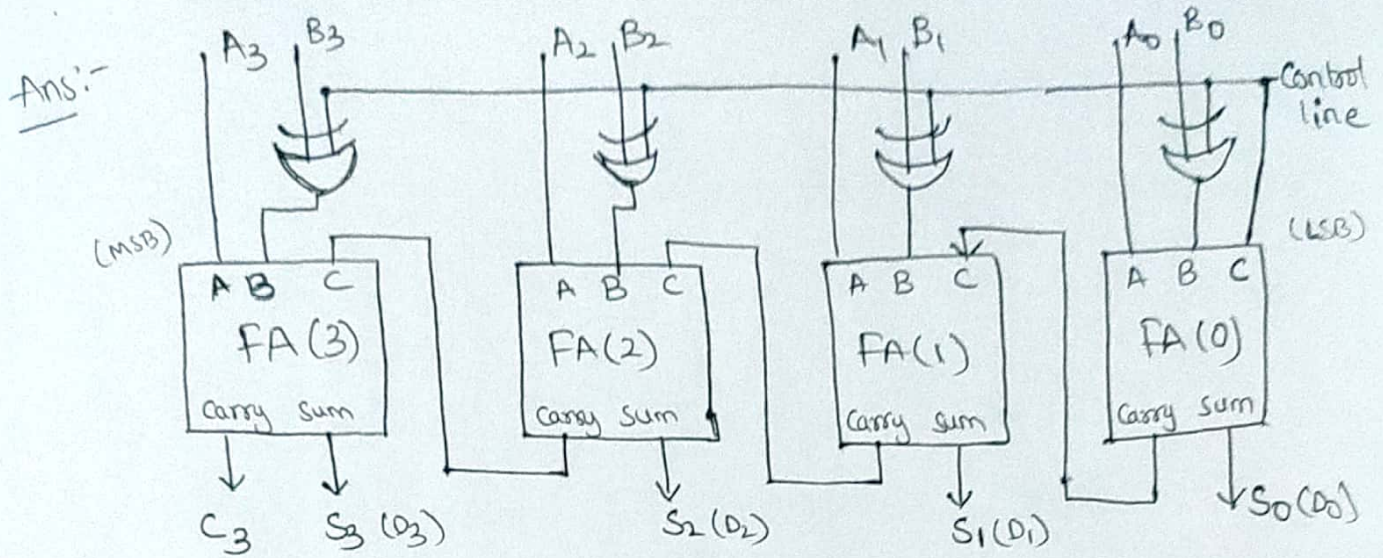 Ans:-
A3 B3 A2 B2 A1 B1 A0 B0
Control line
(MSB) (LSB)
A B C A B C A B C A B C
FA(3) FA(2) FA(1) FA(0)
Carry Sum Carry Sum Carry Sum Carry Sum
C3 S3 (D3) S2 (D2) S1 (D1) S0 (D0)